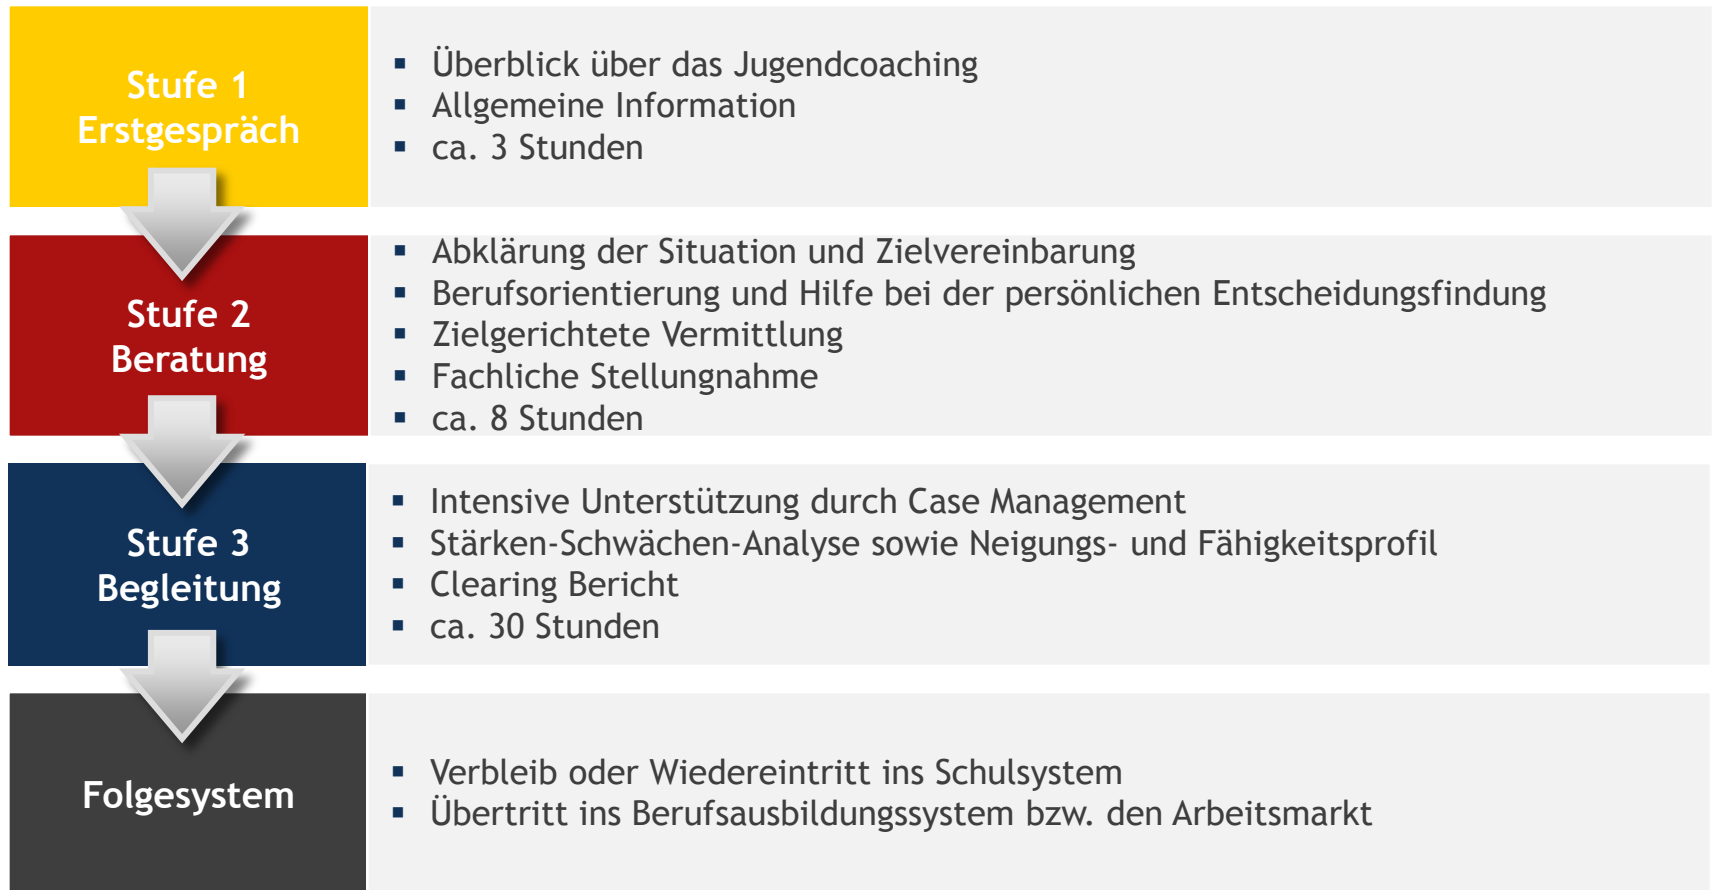 Stufe 1
Erstgespräch
▪ Überblick über das Jugendcoaching
▪ Allgemeine Information
▪ ca. 3 Stunden
Stufe 2
Beratung
▪ Abklärung der Situation und Zielvereinbarung
▪ Berufsorientierung und Hilfe bei der persönlichen Entscheidungsfindung
▪ Zielgerichtete Vermittlung
▪ Fachliche Stellungnahme
▪ ca. 8 Stunden
Stufe 3
Begleitung
▪ Intensive Unterstützung durch Case Management
▪ Stärken-Schwächen-Analyse sowie Neigungs- und Fähigkeitsprofil
▪ Clearing Bericht
▪ ca. 30 Stunden
Folgesystem
▪ Verbleib oder Wiedereintritt ins Schulsystem
▪ Übertritt ins Berufsausbildungssystem bzw. den Arbeitsmarkt